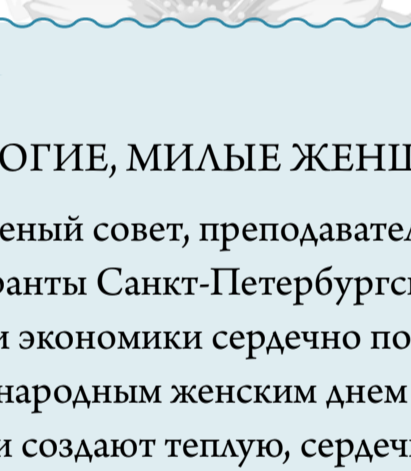 ОГИЕ, МИЛЫЕ ЖЕНЩ
еный совет, преподавател
ранты Санкт-Петербургс
и экономики сердечно по
народным женским днем
и создают теплую, сердеч